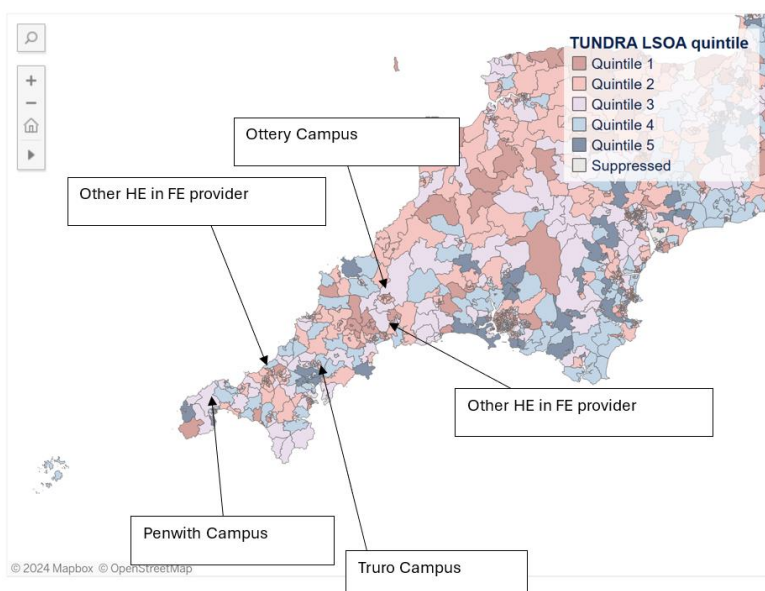 TUNDRA LSOA quintile
Quintile 1
Quintile 2
Quintile 3
Quintile 4
Quintile 5
Suppressed
Ottery Campus
Other HE in FE provider
Other HE in FE provider
Penwith Campus
Truro Campus
© 2024 Mapbox © OpenStreetMap